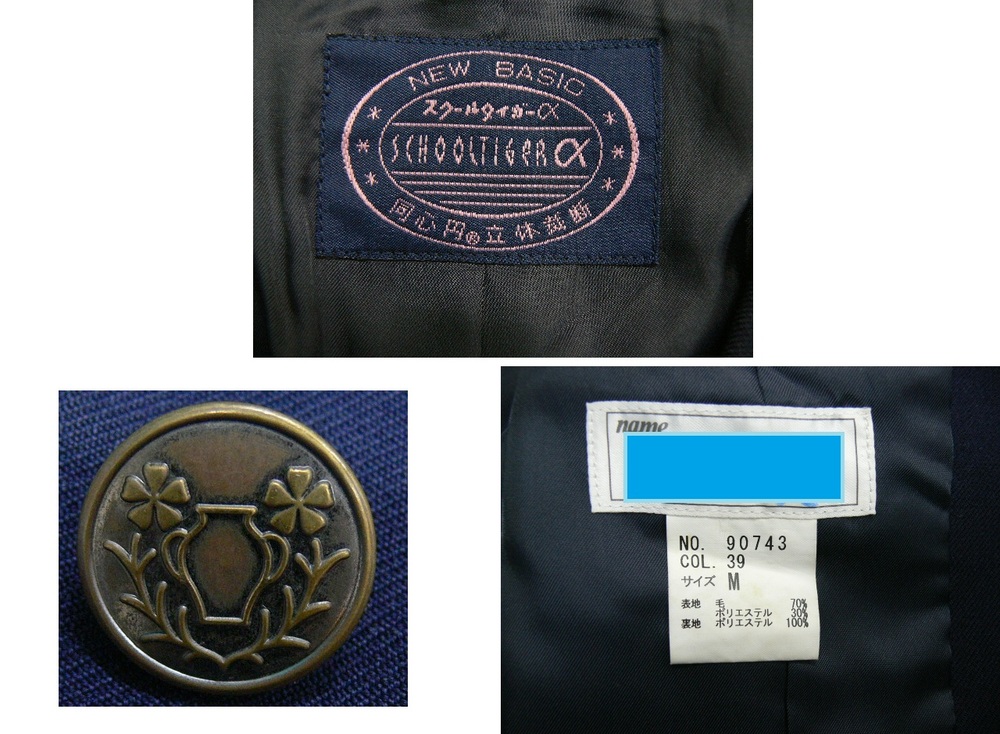 NEW BASIC
スクールタイガーα
SCHOOLTIGER α
同心円®立体裁断
name
NO. 90743
COL. 39
サイズ M
表地 毛 70%
ポリエステル 30%
裏地 ポリエステル 100%